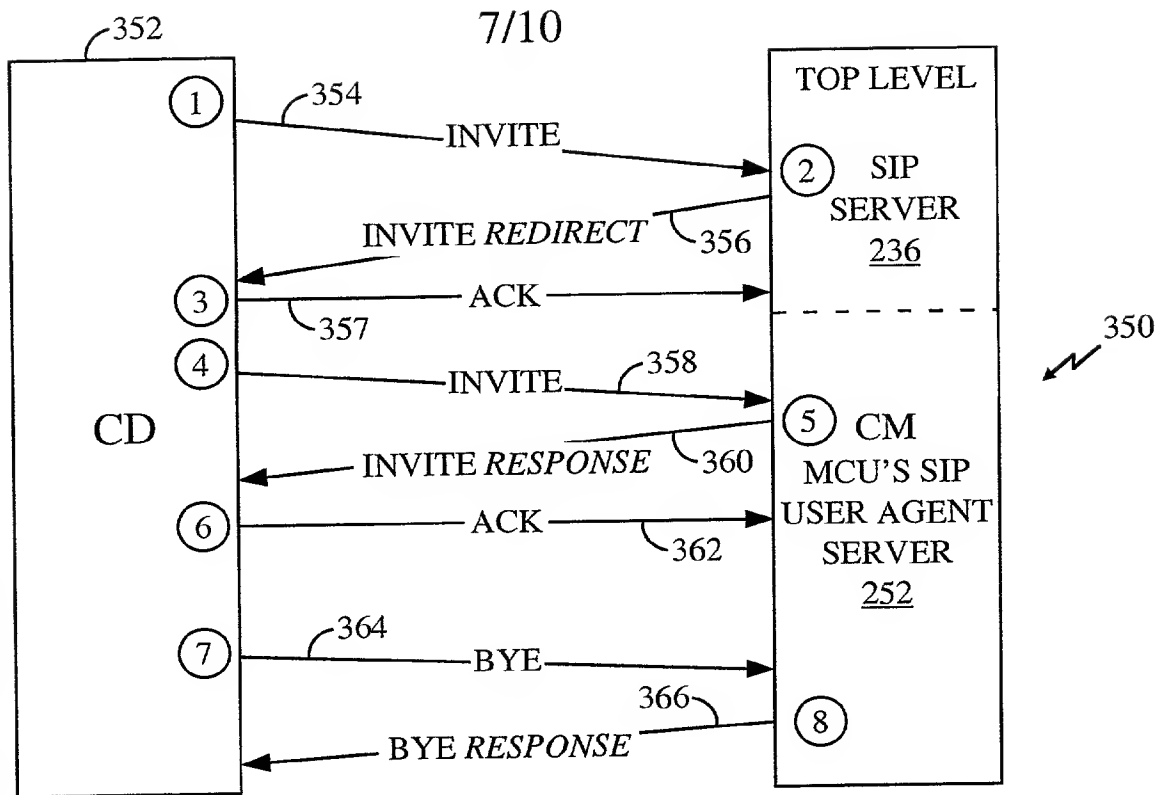 7/10
352
TOP LEVEL
1
354
INVITE
2
SIP
SERVER
236
INVITE REDIRECT
356
3
ACK
357
350
4
358
INVITE
CD
5
CM
INVITE RESPONSE
360
MCU'S SIP
USER AGENT
SERVER
252
6
ACK
362
7
364
BYE
366
8
BYE RESPONSE